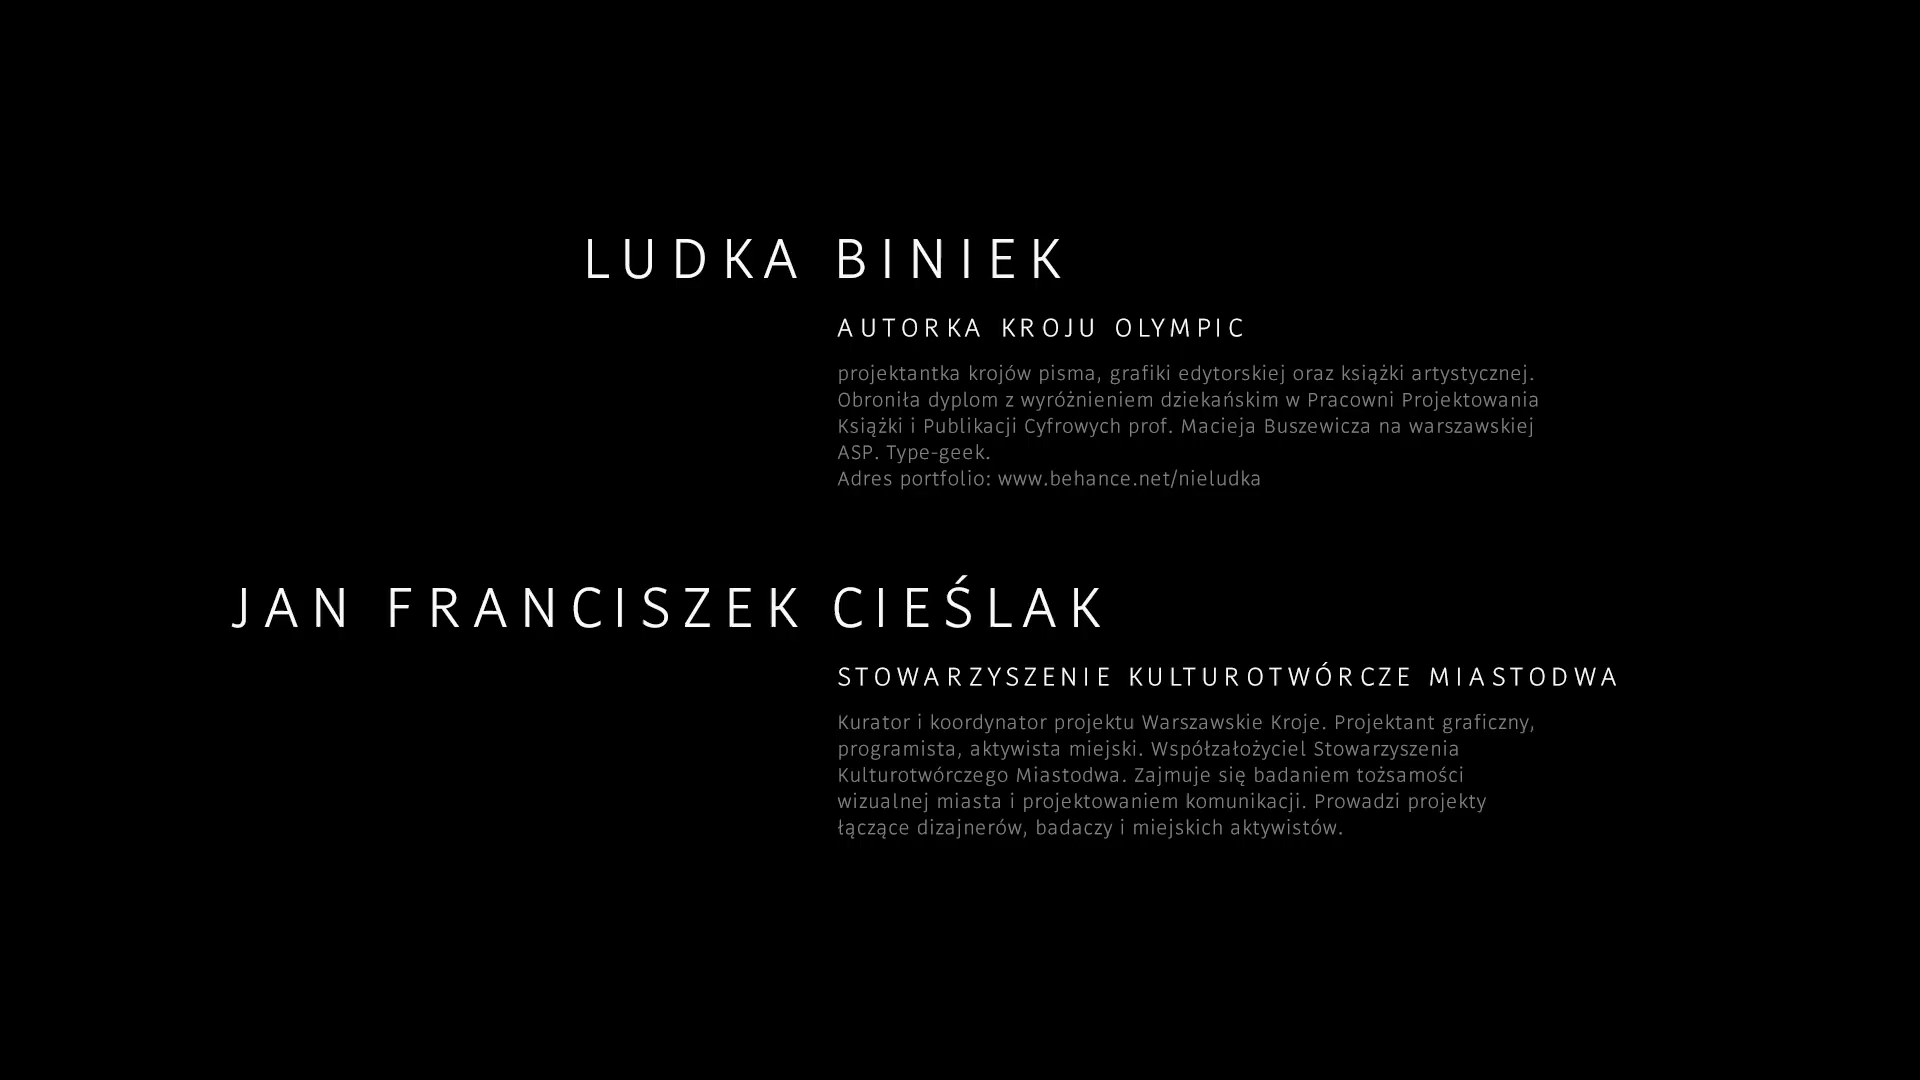 LUDKA BINIEK
AUTORKA KROJU OLYMPIC
projektantka krojów pisma, grafiki edytorskiej oraz książki artystycznej.
Obroniła dyplom z wyróżnieniem dziekańskim w Pracowni Projektowania
Książki i Publikacji Cyfrowych prof. Macieja Buszewicza na warszawskiej
ASP. Type-geek.
Adres portfolio: www.behance.net/nieludka
JAN FRANCISZEK CIEŚLAK
STOWARZYSZENIE KULTUROTWÓRCZE MIASTODWA
Kurator i koordynator projektu Warszawskie Kroje. Projektant graficzny,
programista, aktywista miejski. Współzałożyciel Stowarzyszenia
Kulturotwórczego Miastodwa. Zajmuje się badaniem tożsamości
wizualnej miasta i projektowaniem komunikacji. Prowadzi projekty
łączące dizajnerów, badaczy i miejskich aktywistów.